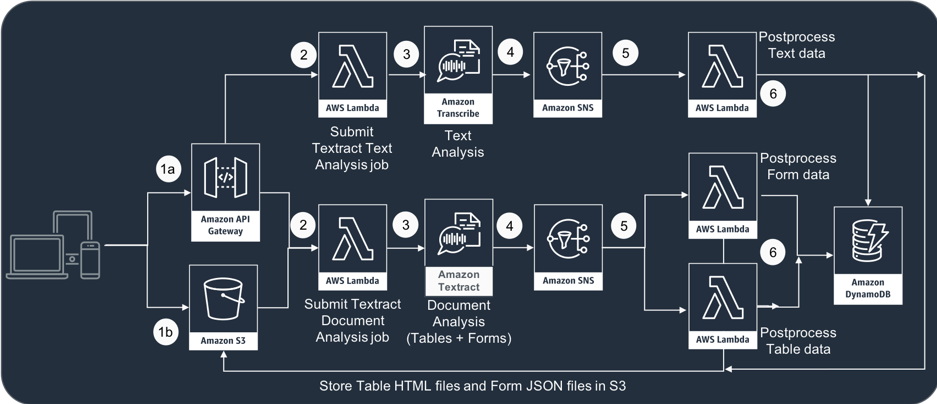 2
3
4
5
Postprocess
Text data
AWS Lambda
Amazon
Transcribe
Amazon SNS
AWS Lambda
6
Submit
Textract Text
Analysis job
Text
Analysis
1a
Amazon API
Gateway
2
3
4
5
Postprocess
Form data
AWS Lambda
AWS Lambda
Amazon
Textract
Amazon SNS
6
Amazon
DynamoDB
Submit Textract
Document
Analysis job
Document
Analysis
(Tables + Forms)
1b
Amazon S3
AWS Lambda
Postprocess
Table data
Store Table HTML files and Form JSON files in S3